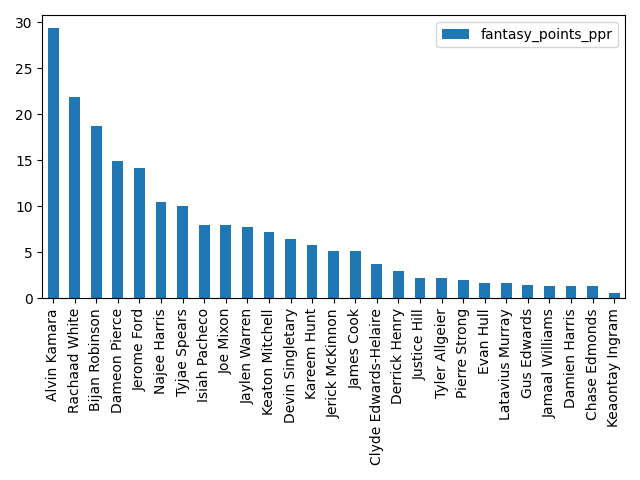 fantasy_points_ppr
30
25
20
15
10
5
0
Alvin Kamara
Rachaad White
Bijan Robinson
Dameon Pierce
Jerome Ford
Najee Harris
Tyjae Spears
Isiah Pacheco
Joe Mixon
Jaylen Warren
Keaton Mitchell
Devin Singletary
Kareem Hunt
Jerick McKinnon
James Cook
Clyde Edwards-Helaire
Derrick Henry
Justice Hill
Tyler Allgeier
Pierre Strong
Evan Hull
Latavius Murray
Gus Edwards
Jamaal Williams
Damien Harris
Chase Edmonds
Keaontay Ingram